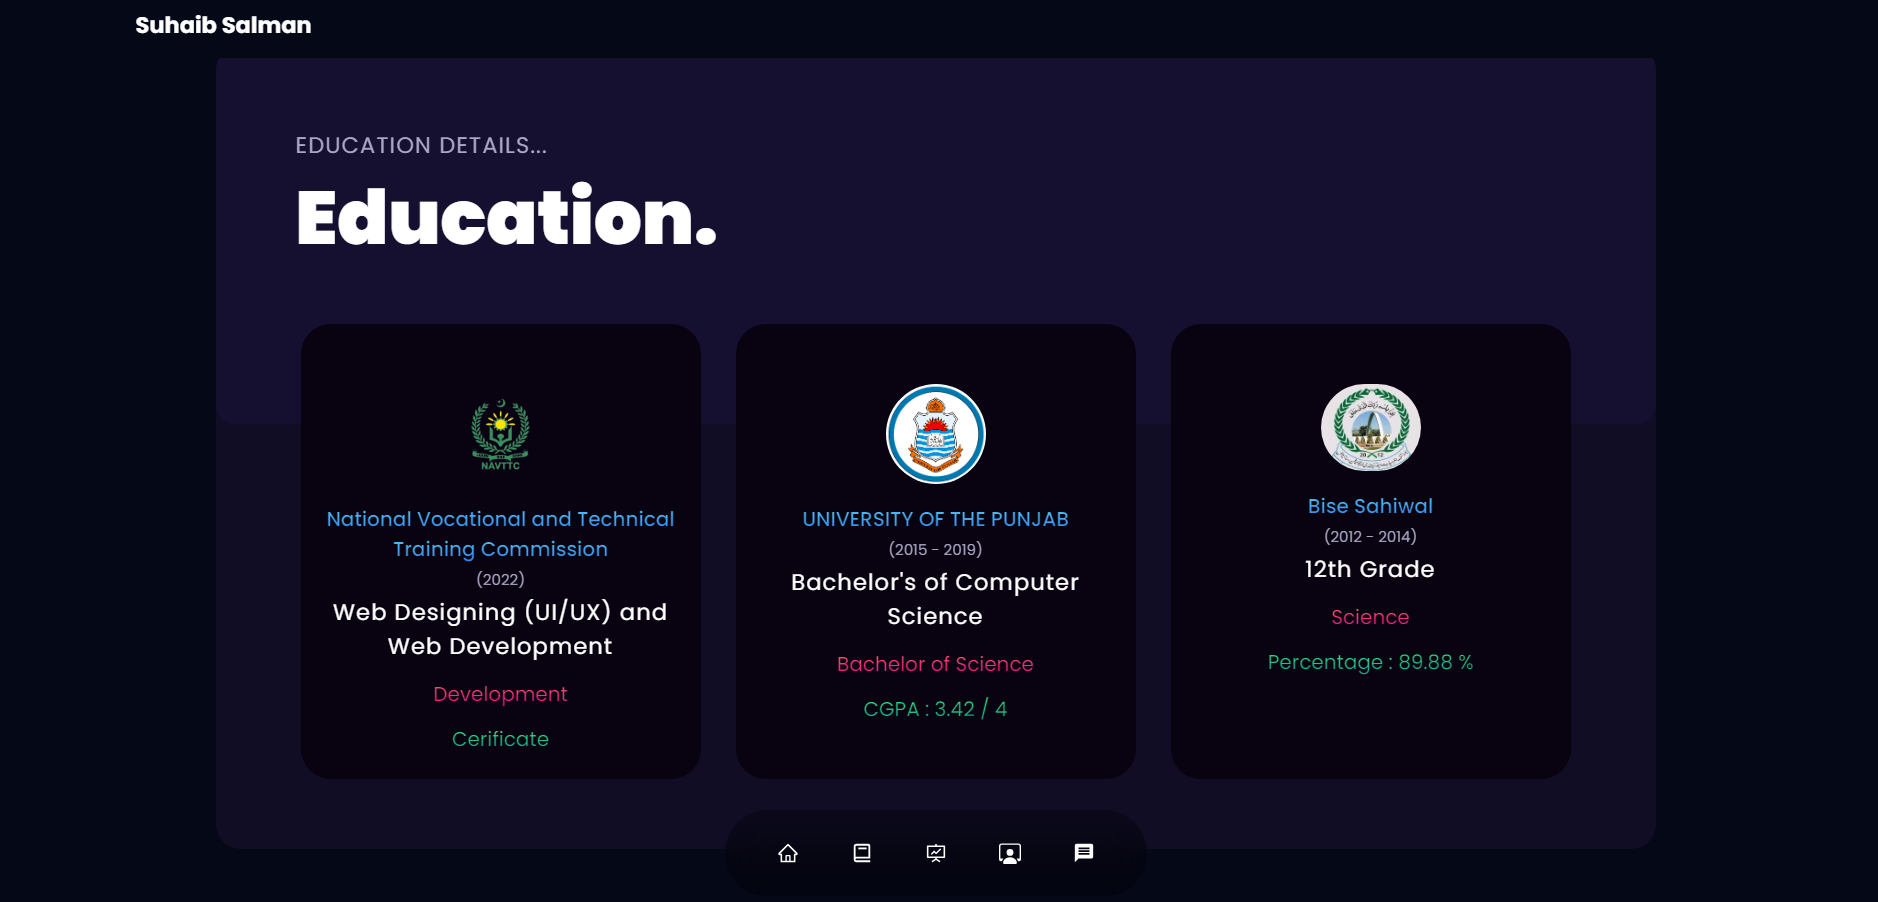 Suhaib Salman
EDUCATION DETAILS...
Education.
NAVTTC
National Vocational and Technical
Training Commission
(2022)
Web Designing (UI/UX) and
Web Development
Development
Cerificate
UNIVERSITY OF THE PUNJAB
(2015 - 2019)
Bachelor's of Computer
Science
Bachelor of Science
CGPA : 3.42 / 4
Bise Sahiwal
(2012 - 2014)
12th Grade
Science
Percentage : 89.88 %